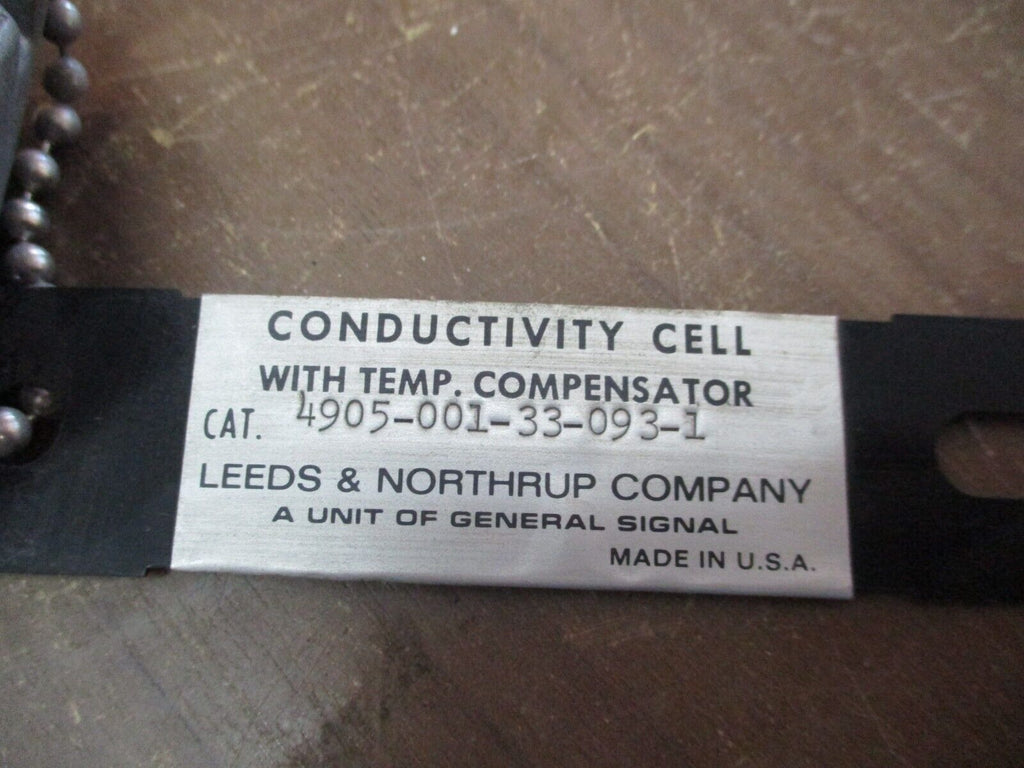 CONDUCTIVITY CELL
WITH TEMP. COMPENSATOR
CAT. 4905-001-33-093-1
LEEDS & NORTHRUP COMPANY
A UNIT OF GENERAL SIGNAL
MADE IN U.S.A.